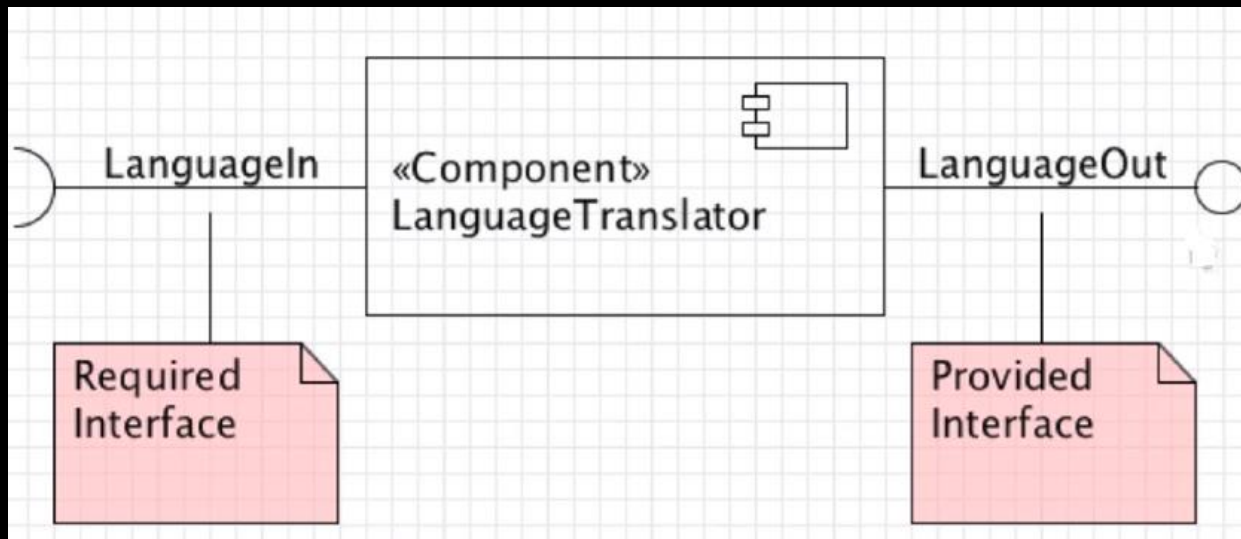 LanguageIn
«Component»
LanguageTranslator
LanguageOut
Required
Interface
Provided
Interface